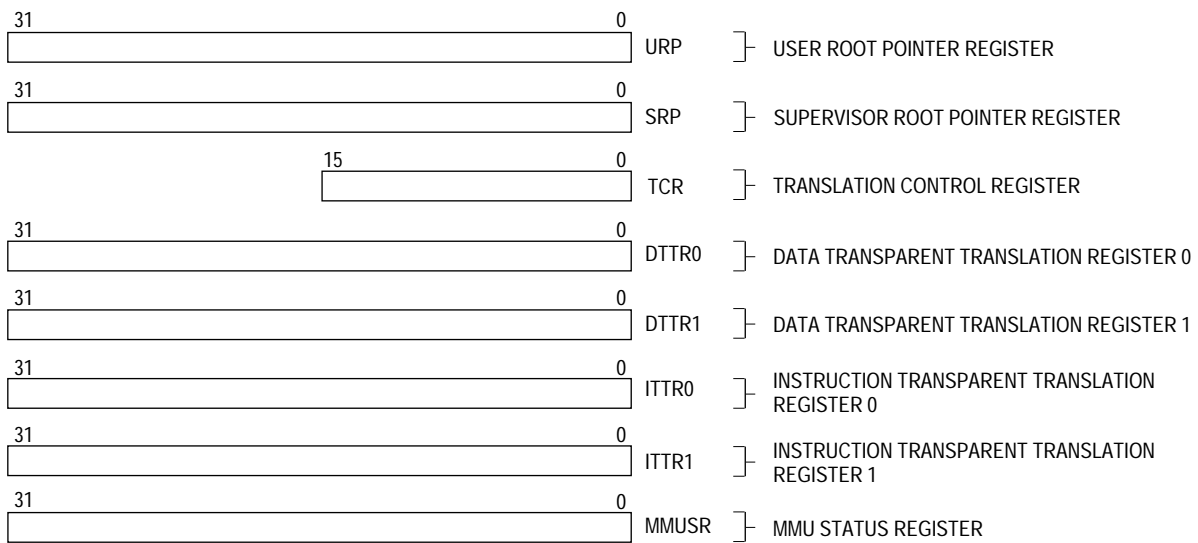 31 0
URP USER ROOT POINTER REGISTER
31 0
SRP SUPERVISOR ROOT POINTER REGISTER
15 0
TCR TRANSLATION CONTROL REGISTER
31 0
DTTR0 DATA TRANSPARENT TRANSLATION REGISTER 0
31 0
DTTR1 DATA TRANSPARENT TRANSLATION REGISTER 1
31 0
ITTR0 INSTRUCTION TRANSPARENT TRANSLATION
REGISTER 0
31 0
ITTR1 INSTRUCTION TRANSPARENT TRANSLATION
REGISTER 1
31 0
MMUSR MMU STATUS REGISTER